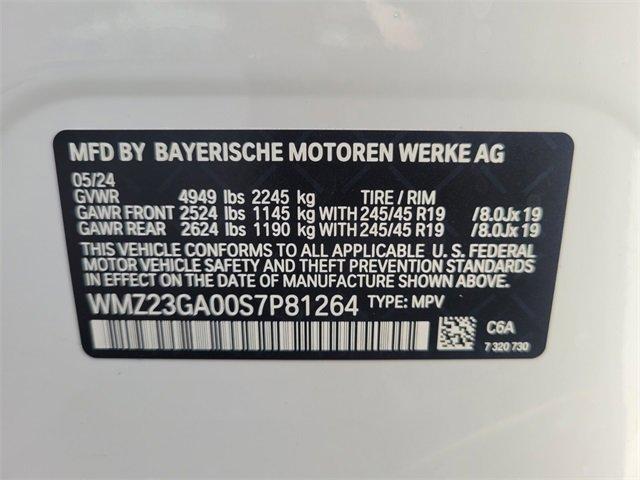 MFD BY BAYERISCHE MOTOREN WERKE AG
05/24
GVWR 4949 lbs 2245 kg TIRE / RIM
GAWR FRONT 2524 lbs 1145 kg WITH 245/45 R19 /8.0Jx19
GAWR REAR 2624 lbs 1190 kg WITH 245/45 R19 /8.0Jx19
THIS VEHICLE CONFORMS TO ALL APPLICABLE U. S. FEDERAL
MOTOR VEHICLE SAFETY AND THEFT PREVENTION STANDARDS
IN EFFECT ON THE DATE OF MANUFACTURE SHOWN ABOVE.
WMZ23GA00S7P81264 TYPE: MPV
C6A
7 320 730